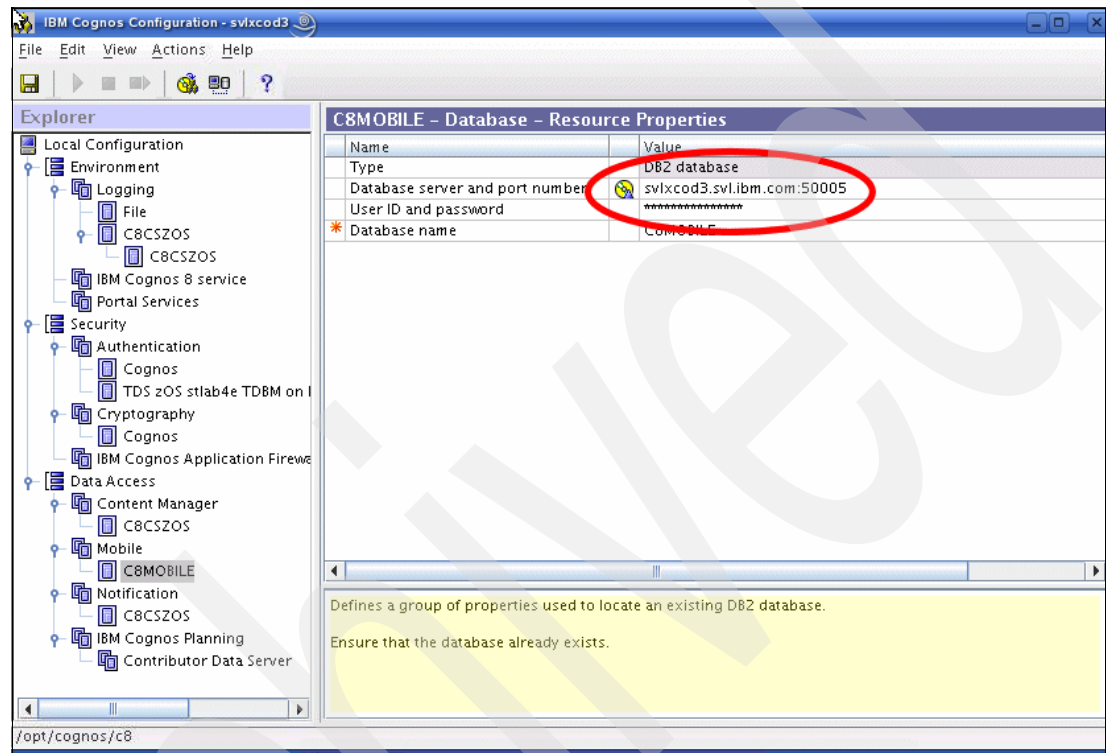 IBM Cognos Configuration - svlxcod3
File Edit View Actions Help
Explorer
Local Configuration
Environment
Logging
File
C8CSZOS
C8CSZOS
IBM Cognos 8 service
Portal Services
Security
Authentication
Cognos
TDS zOS stlab4e TDBM on
Cryptography
Cognos
IBM Cognos Application Firewa
Data Access
Content Manager
C8CSZOS
Mobile
C8MOBILE
Notification
C8CSZOS
IBM Cognos Planning
Contributor Data Server
C8MOBILE - Database - Resource Properties
Name Value
Type DB2 database
Database server and port number svlxcod3.svl.ibm.com:50005
User ID and password ***************
* Database name C8MOBILE
Defines a group of properties used to locate an existing DB2 database.
Ensure that the database already exists.
/opt/cognos/c8